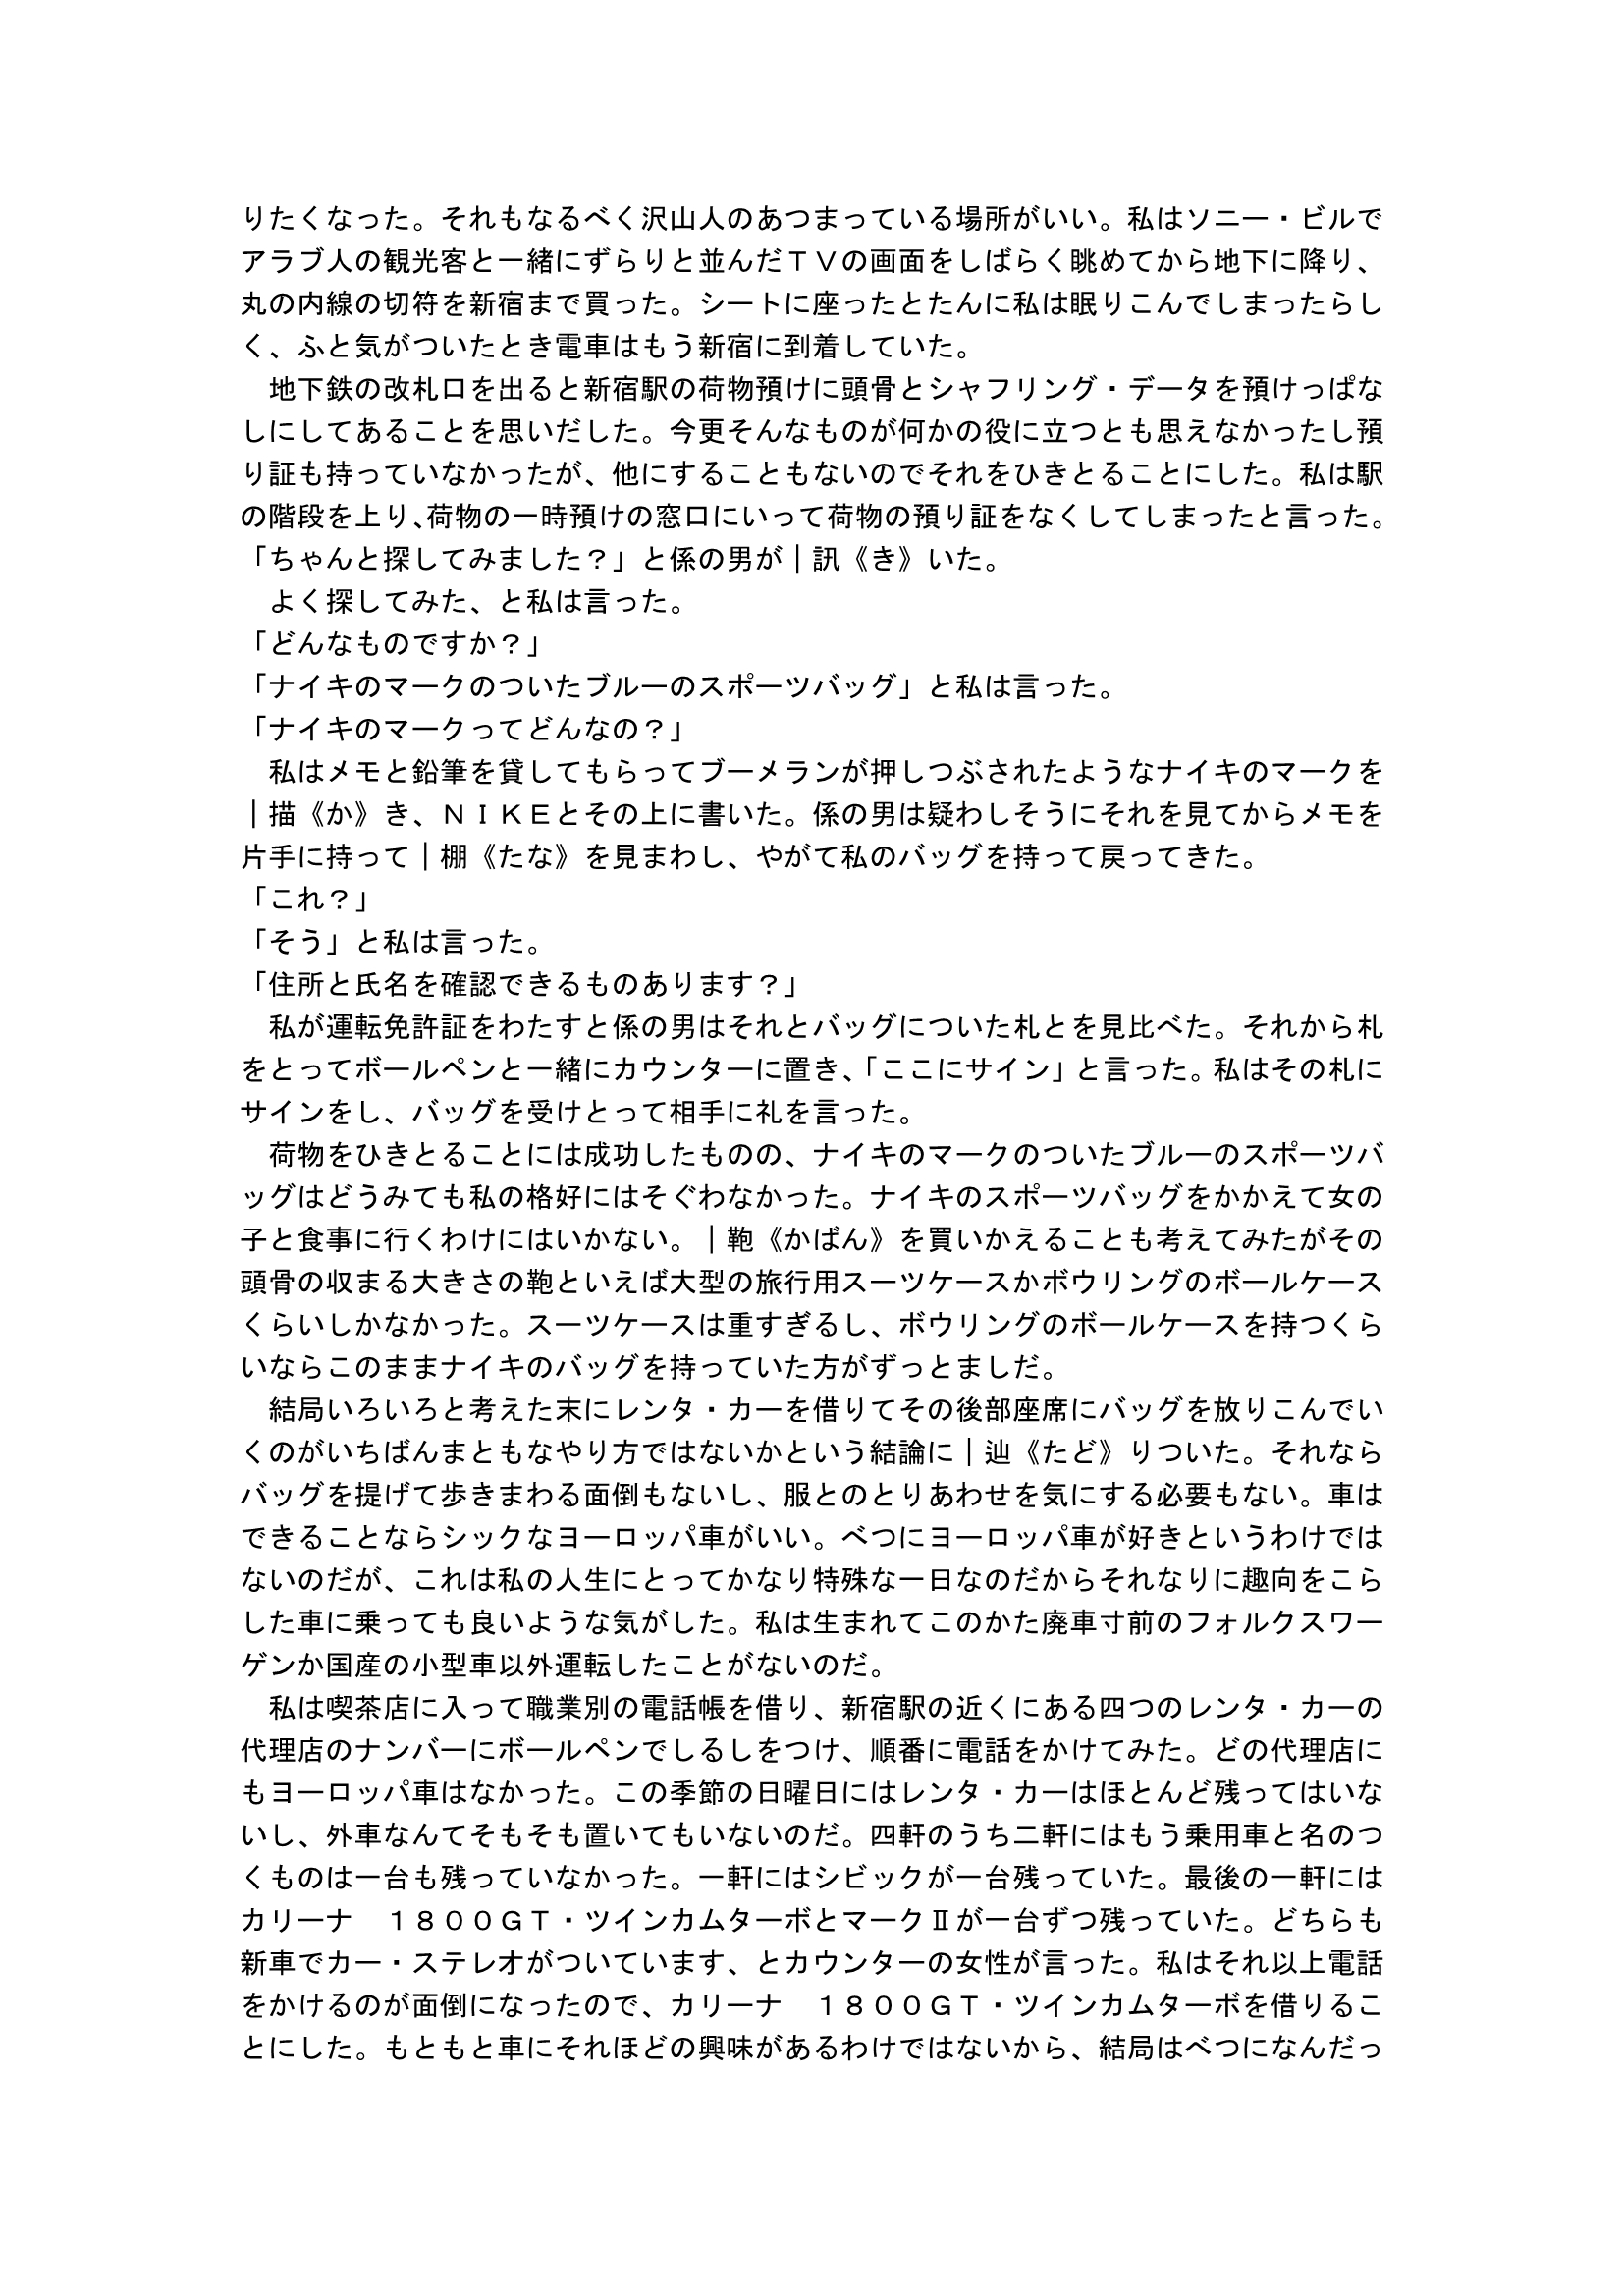 りたくなった。それもなるべく沢山人のあつまっている場所がいい。私はソニー・ビルで
アラブ人の観光客と一緒にずらりと並んだＴＶの画面をしばらく眺めてから地下に降り、
丸の内線の切符を新宿まで買った。シートに座ったとたんに私は眠りこんでしまったらし
く、ふと気がついたとき電車はもう新宿に到着していた。
　地下鉄の改札口を出ると新宿駅の荷物預けに頭骨とシャフリング・データを預けっぱな
しにしてあることを思いだした。今更そんなものが何かの役に立つとも思えなかったし預
り証も持っていなかったが、他にすることもないのでそれをひきとることにした。私は駅
の階段を上り、荷物の一時預けの窓口にいって荷物の預り証をなくしてしまったと言った。
「ちゃんと探してみました？」と係の男が｜訊《き》いた。
　よく探してみた、と私は言った。
「どんなものですか？」
「ナイキのマークのついたブルーのスポーツバッグ」と私は言った。
「ナイキのマークってどんなの？」
　私はメモと鉛筆を貸してもらってブーメランが押しつぶされたようなナイキのマークを
｜描《か》き、ＮＩＫＥとその上に書いた。係の男は疑わしそうにそれを見てからメモを
片手に持って｜棚《たな》を見まわし、やがて私のバッグを持って戻ってきた。
「これ？」
「そう」と私は言った。
「住所と氏名を確認できるものあります？」
　私が運転免許証をわたすと係の男はそれとバッグについた札とを見比べた。それから札
をとってボールペンと一緒にカウンターに置き、「ここにサイン」と言った。私はその札に
サインをし、バッグを受けとって相手に礼を言った。
　荷物をひきとることには成功したものの、ナイキのマークのついたブルーのスポーツバ
ッグはどうみても私の格好にはそぐわなかった。ナイキのスポーツバッグをかかえて女の
子と食事に行くわけにはいかない。｜鞄《かばん》を買いかえることも考えてみたがその
頭骨の収まる大きさの鞄といえば大型の旅行用スーツケースかボウリングのボールケース
くらいしかなかった。スーツケースは重すぎるし、ボウリングのボールケースを持つくら
いならこのままナイキのバッグを持っていた方がずっとましだ。
　結局いろいろと考えた末にレンタ・カーを借りてその後部座席にバッグを放りこんでい
くのがいちばんまともなやり方ではないかという結論に｜辿《たど》りついた。それなら
バッグを提げて歩きまわる面倒もないし、服とのとりあわせを気にする必要もない。車は
できることならシックなヨーロッパ車がいい。べつにヨーロッパ車が好きというわけでは
ないのだが、これは私の人生にとってかなり特殊な一日なのだからそれなりに趣向をこら
した車に乗っても良いような気がした。私は生まれてこのかた廃車寸前のフォルクスワー
ゲンか国産の小型車以外運転したことがないのだ。
　私は喫茶店に入って職業別の電話帳を借り、新宿駅の近くにある四つのレンタ・カーの
代理店のナンバーにボールペンでしるしをつけ、順番に電話をかけてみた。どの代理店に
もヨーロッパ車はなかった。この季節の日曜日にはレンタ・カーはほとんど残ってはいな
いし、外車なんてそもそも置いてもいないのだ。四軒のうち二軒にはもう乗用車と名のつ
くものは一台も残っていなかった。一軒にはシビックが一台残っていた。最後の一軒には
カリーナ　１８００ＧＴ・ツインカムターボとマークⅡが一台ずつ残っていた。どちらも
新車でカー・ステレオがついています、とカウンターの女性が言った。私はそれ以上電話
をかけるのが面倒になったので、カリーナ　１８００ＧＴ・ツインカムターボを借りるこ
とにした。もともと車にそれほどの興味があるわけではないから、結局はべつになんだっ